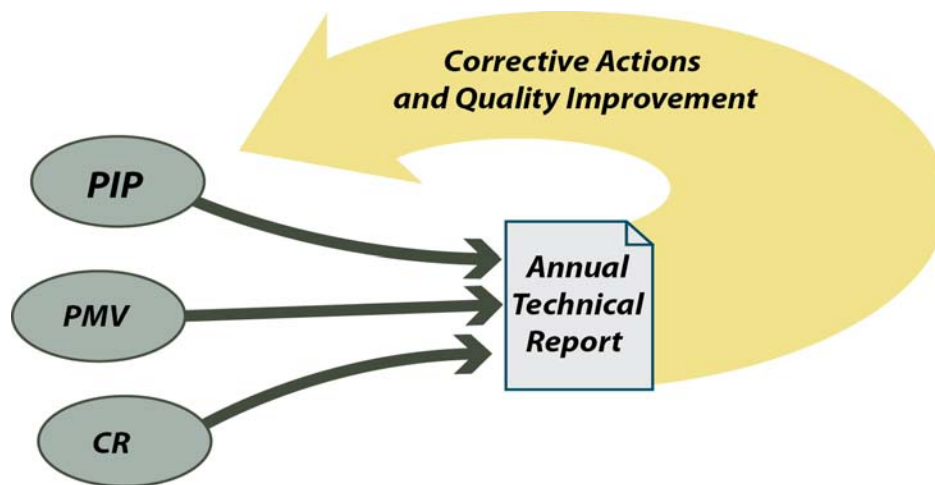 Corrective Actions
and Quality Improvement
PIP
PMV
CR
Annual
Technical
Report